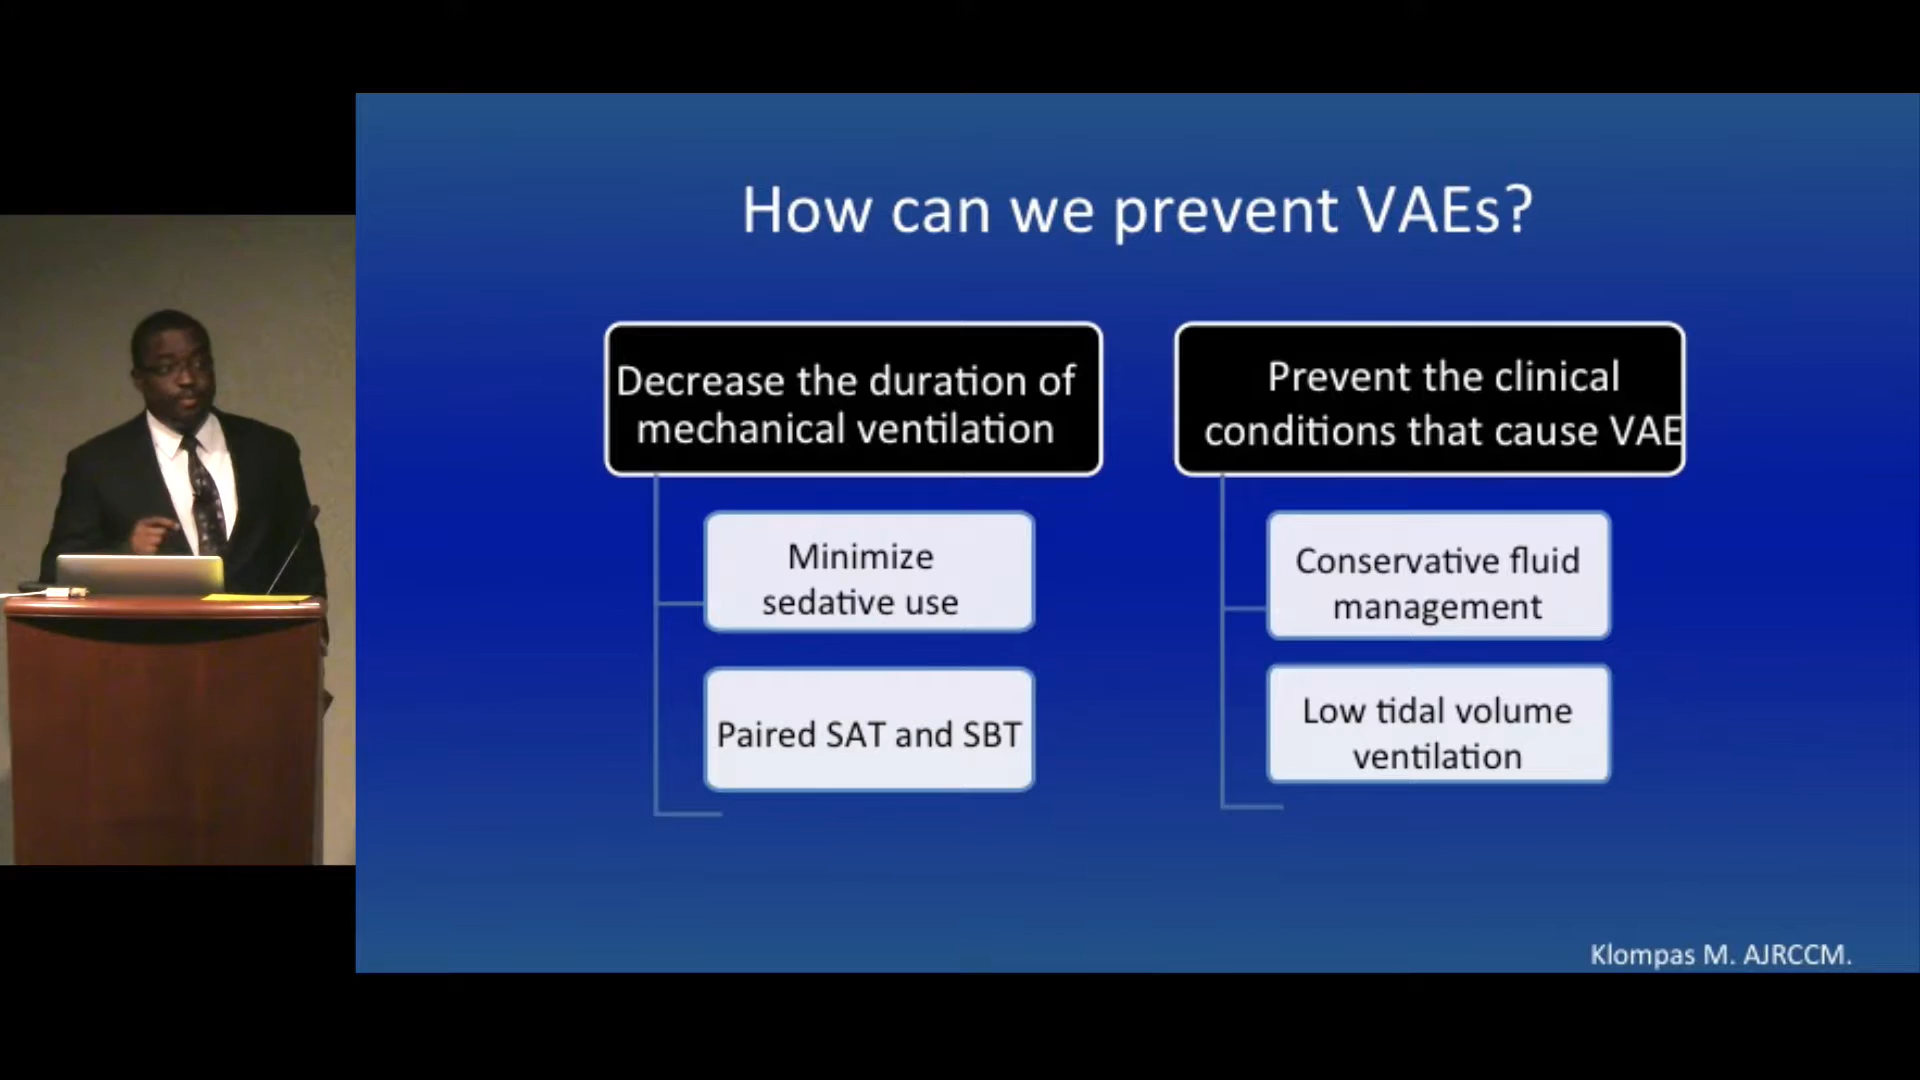 How can we prevent VAEs?
Decrease the duration of
mechanical ventilation
Minimize
sedative use
Paired SAT and SBT
Prevent the clinical
conditions that cause VAE
Conservative fluid
management
Low tidal volume
ventilation
Klompas M. AJRCCM.